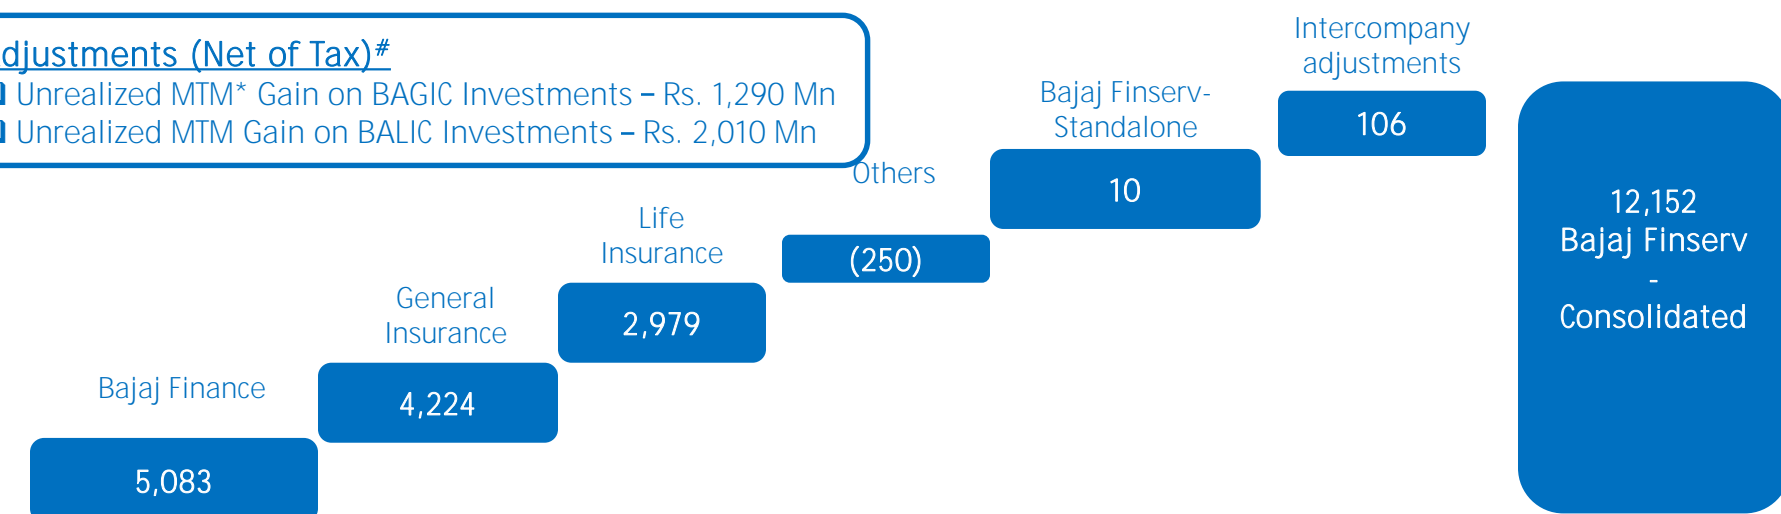 djustments (Net of Tax)#
Unrealized MTM* Gain on BAGIC Investments – Rs. 1,290 Mn
Unrealized MTM Gain on BALIC Investments – Rs. 2,010 Mn
Intercompany
adjustments
106
Bajaj Finserv-
Standalone
10
Others
(250)
Life
Insurance
2,979
General
Insurance
4,224
Bajaj Finance
5,083
12,152
Bajaj Finserv
-
Consolidated